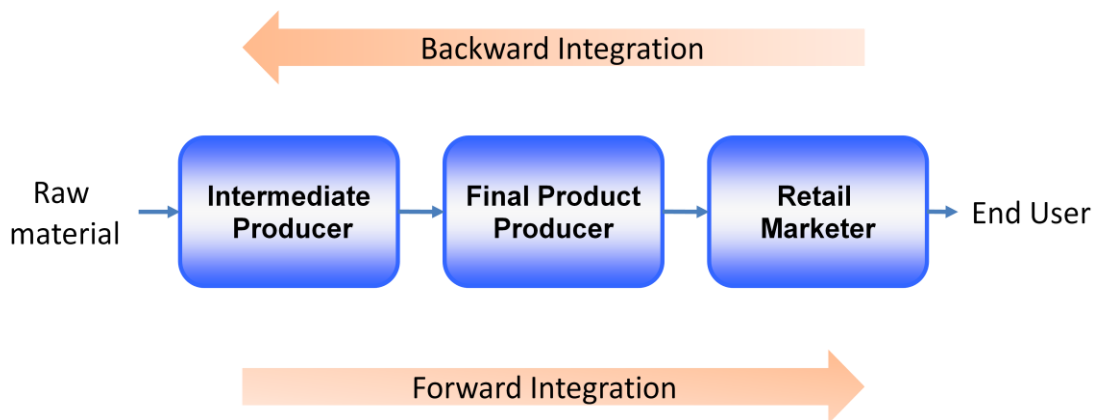 Backward Integration
Raw
material
Intermediate
Producer
Final Product
Producer
Retail
Marketer
End User
Forward Integration